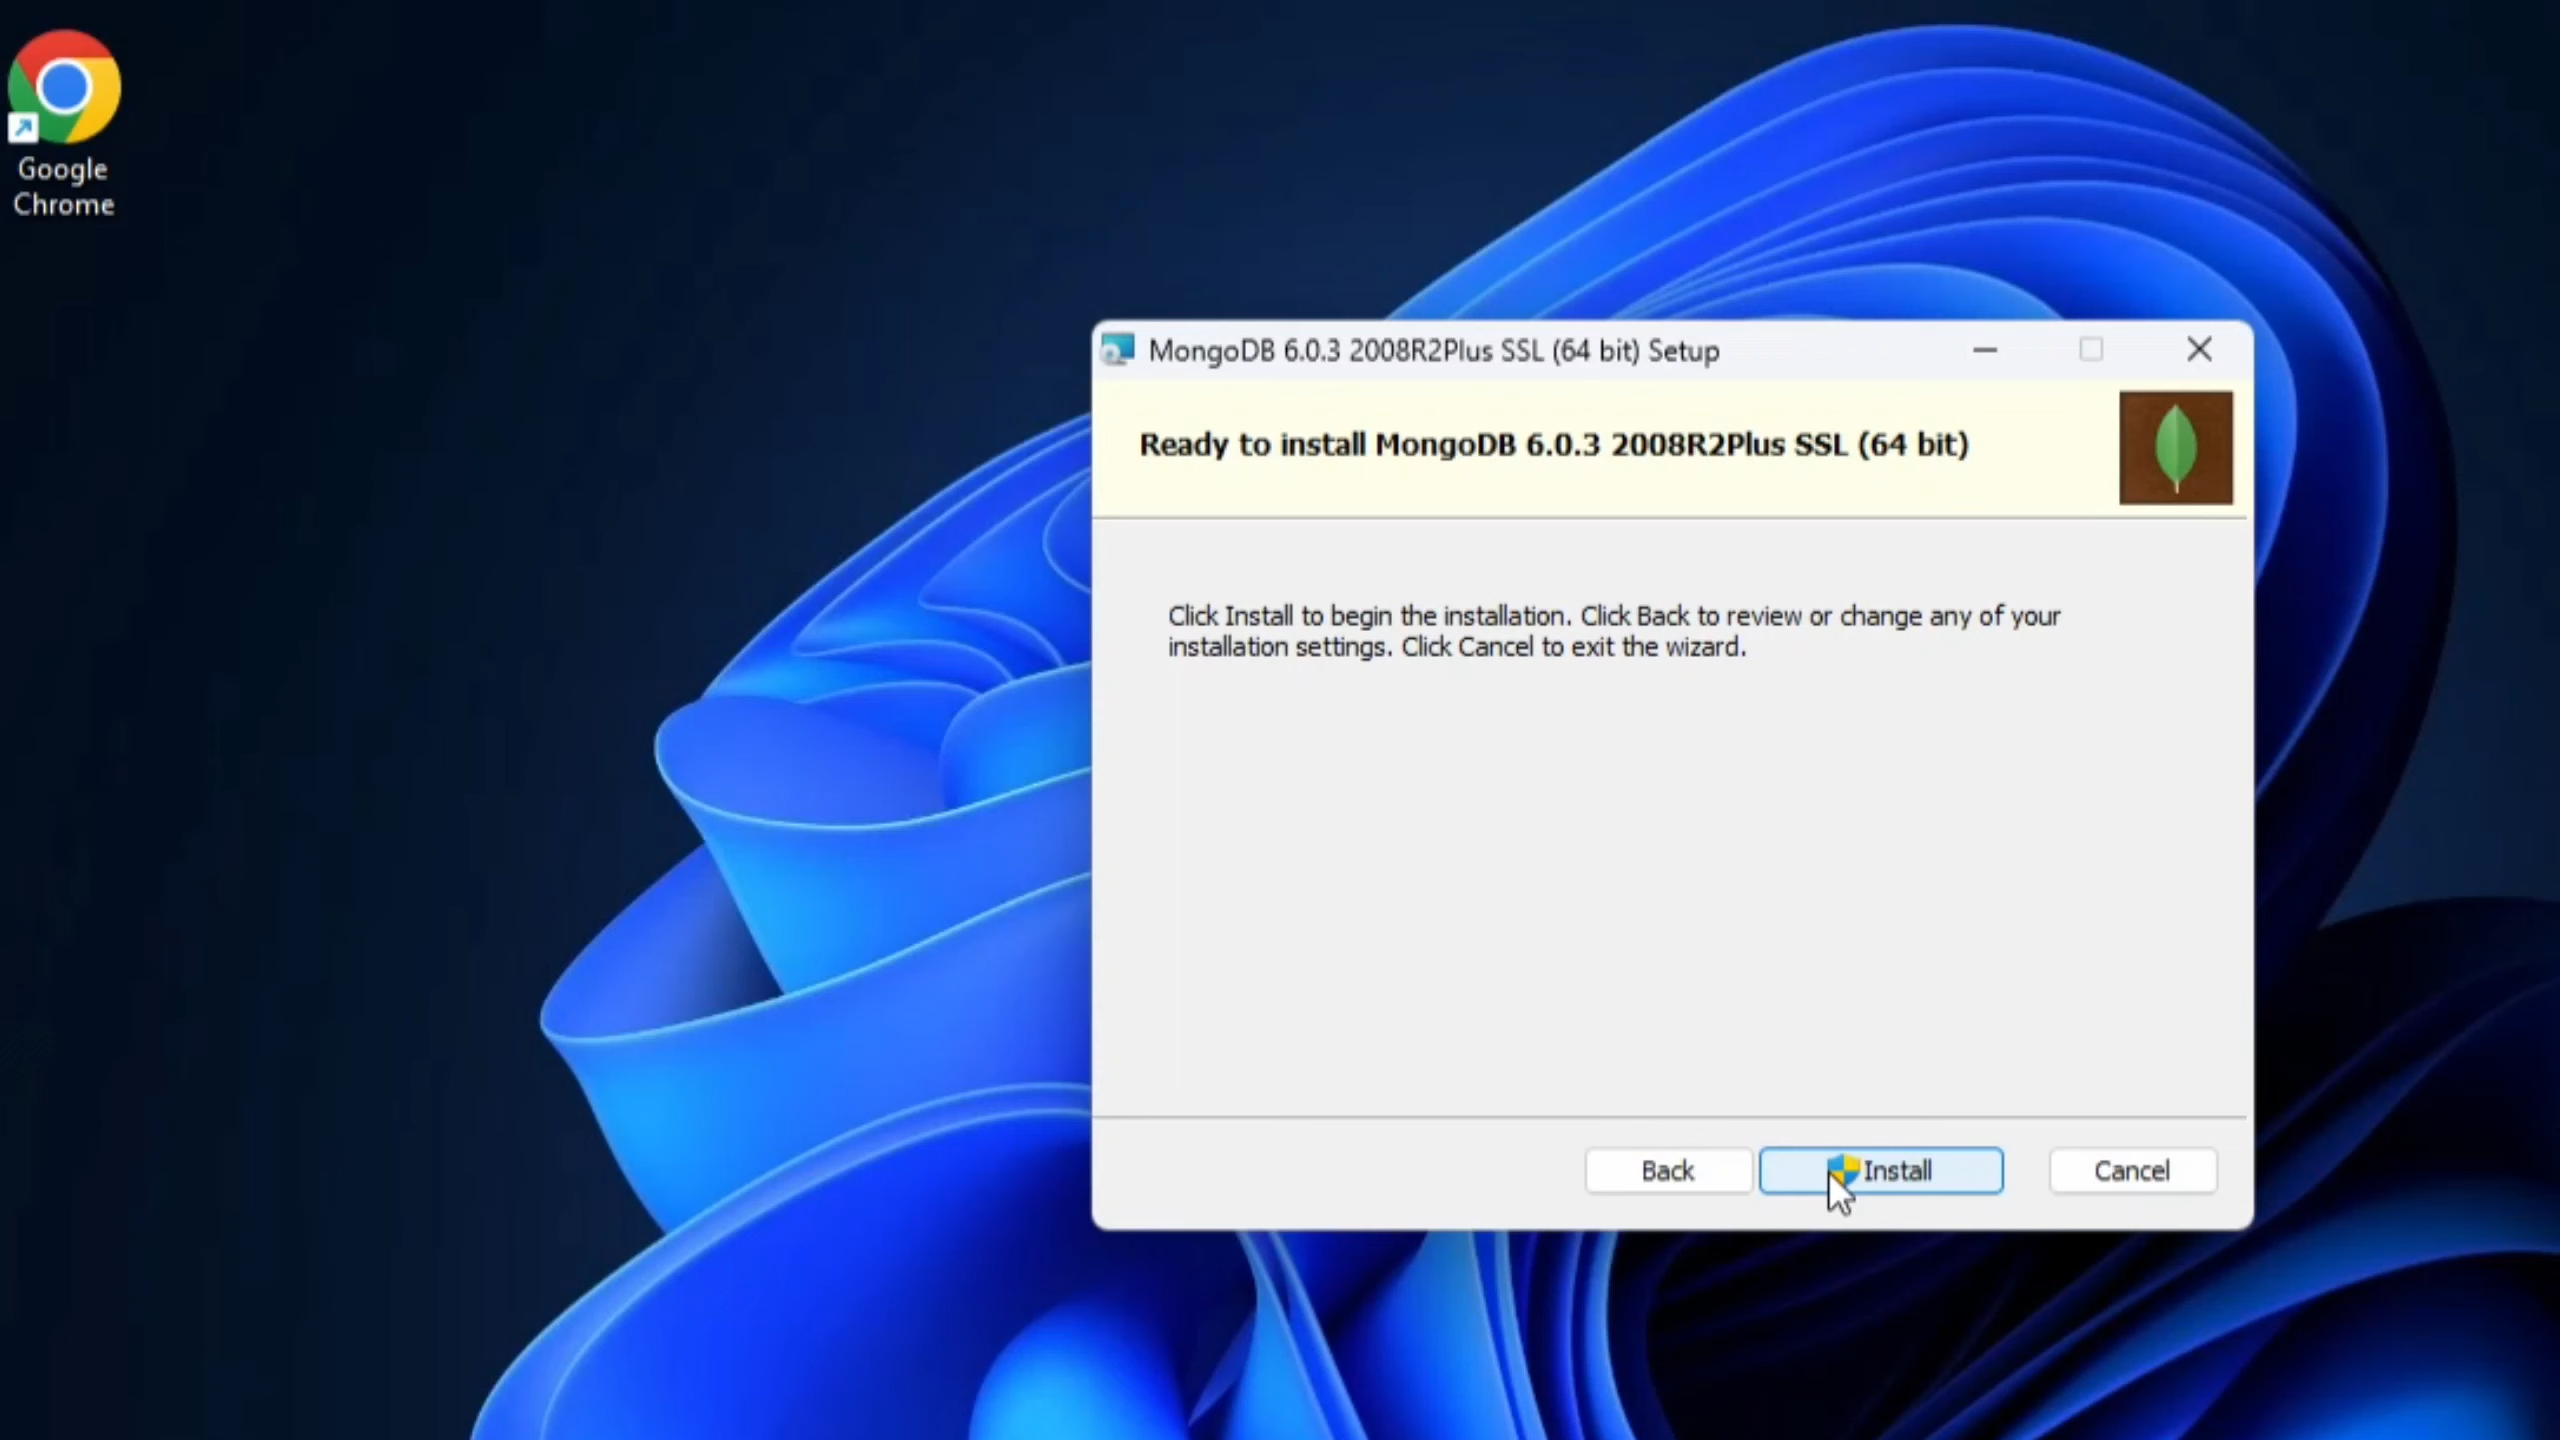 Google
Chrome
MongoDB 6.0.3 2008R2Plus SSL (64 bit) Setup
Ready to install MongoDB 6.0.3 2008R2Plus SSL (64 bit)
Click Install to begin the installation. Click Back to review or change any of your
installation settings. Click Cancel to exit the wizard.
Back
Install
Cancel